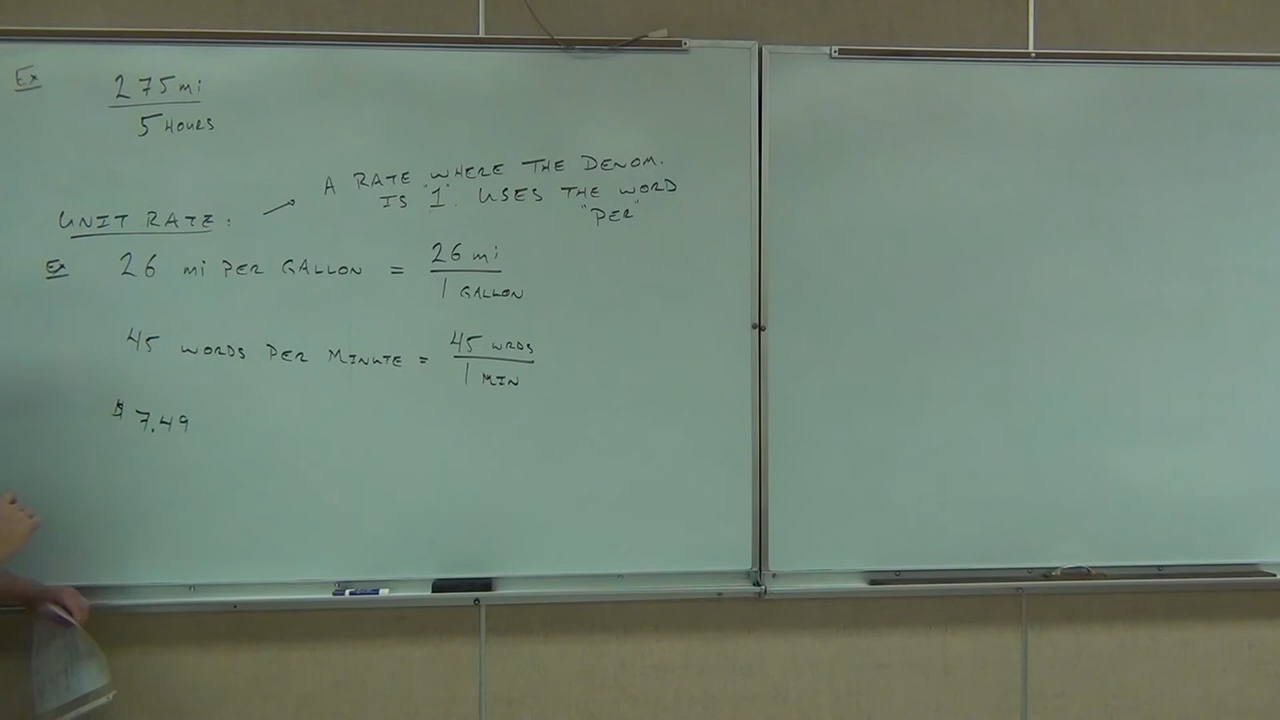 Ex 275 mi
5 HOURS
A RATE WHERE THE DENOM.
IS "1". USES THE WORD
"PER"
UNIT RATE:
Ex 26 mi PER GALLON = 26 mi
1 GALLON
45 WORDS PER MINUTE = 45 WRDS
1 MIN
$ 7.49